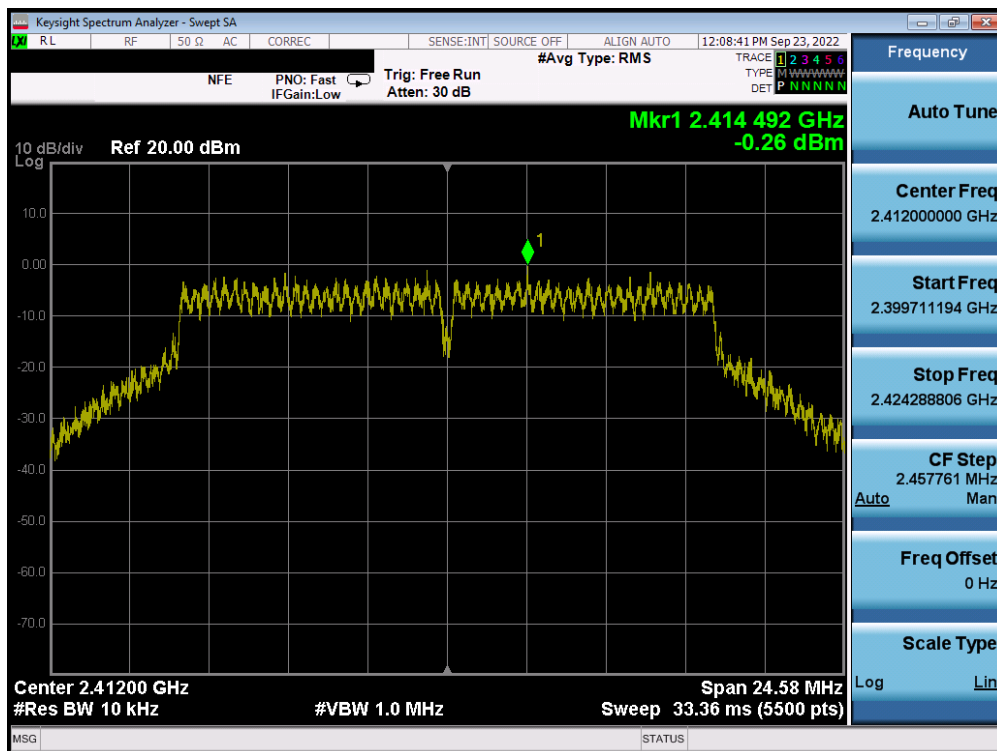 Keysight Spectrum Analyzer - Swept SA
LXI RL RF 50 Ω AC CORREC SENSE:INT SOURCE OFF ALIGN AUTO 12:08:41 PM Sep 23, 2022
NFE PNO: Fast IFGain:Low Trig: Free Run Atten: 30 dB #Avg Type: RMS
TRACE 1 2 3 4 5 6
TYPE M WWWWW
DET P N N N N N
Mkr1 2.414 492 GHz
-0.26 dBm
10 dB/div Ref 20.00 dBm
Log
10.0
1
0.00
-10.0
-20.0
-30.0
-40.0
-50.0
-60.0
-70.0
Center 2.41200 GHz Span 24.58 MHz
#Res BW 10 kHz #VBW 1.0 MHz Sweep 33.36 ms (5500 pts)
MSG STATUS
Frequency
Auto Tune
Center Freq
2.412000000 GHz
Start Freq
2.399711194 GHz
Stop Freq
2.424288806 GHz
CF Step
2.457761 MHz
Auto Man
Freq Offset
0 Hz
Scale Type
Log Lin